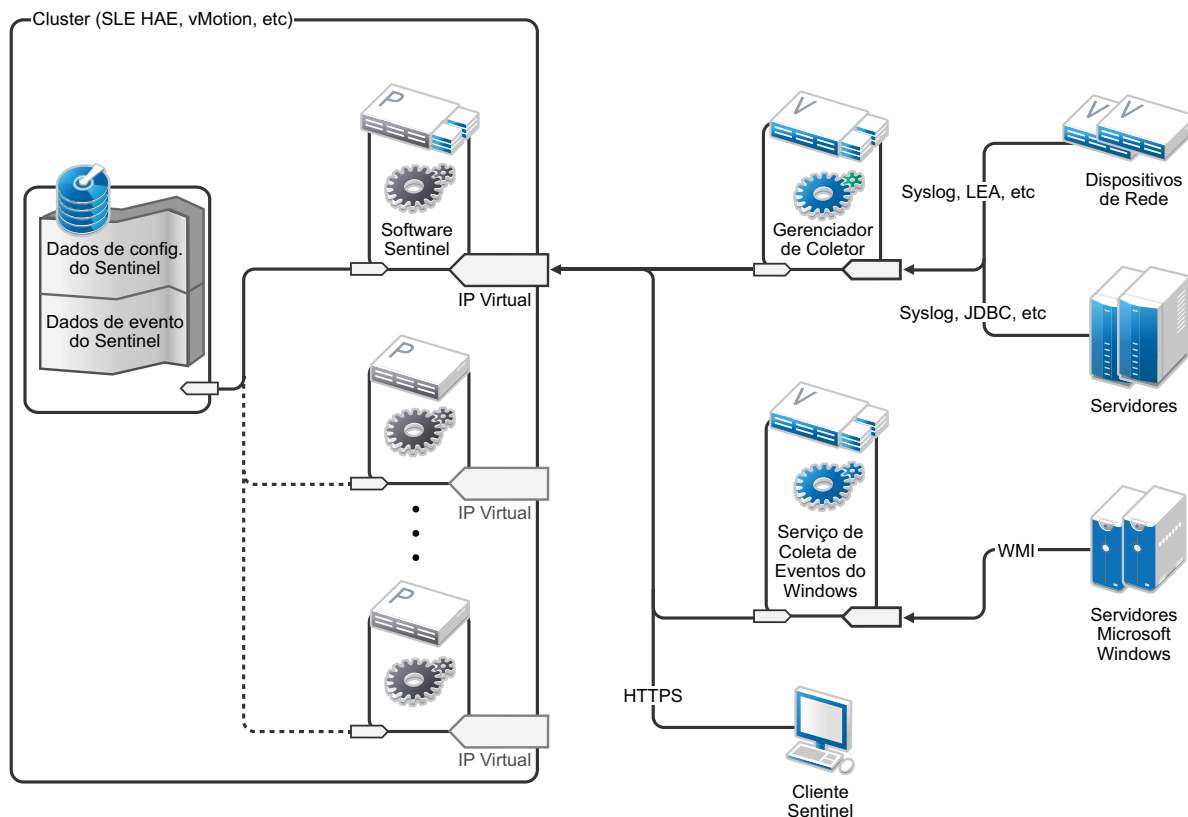 Cluster (SLE HAE, vMotion, etc)
P
Software
Sentinel
IP Virtual
Dados de config.
do Sentinel
Dados de evento
do Sentinel
P
IP Virtual
P
IP Virtual
V
Gerenciador
de Coletor
Syslog, LEA, etc
V
V
Dispositivos
de Rede
Syslog, JDBC, etc
Servidores
V
Serviço de
Coleta de
Eventos do
Windows
WMI
Servidores
Microsoft
Windows
HTTPS
Cliente
Sentinel